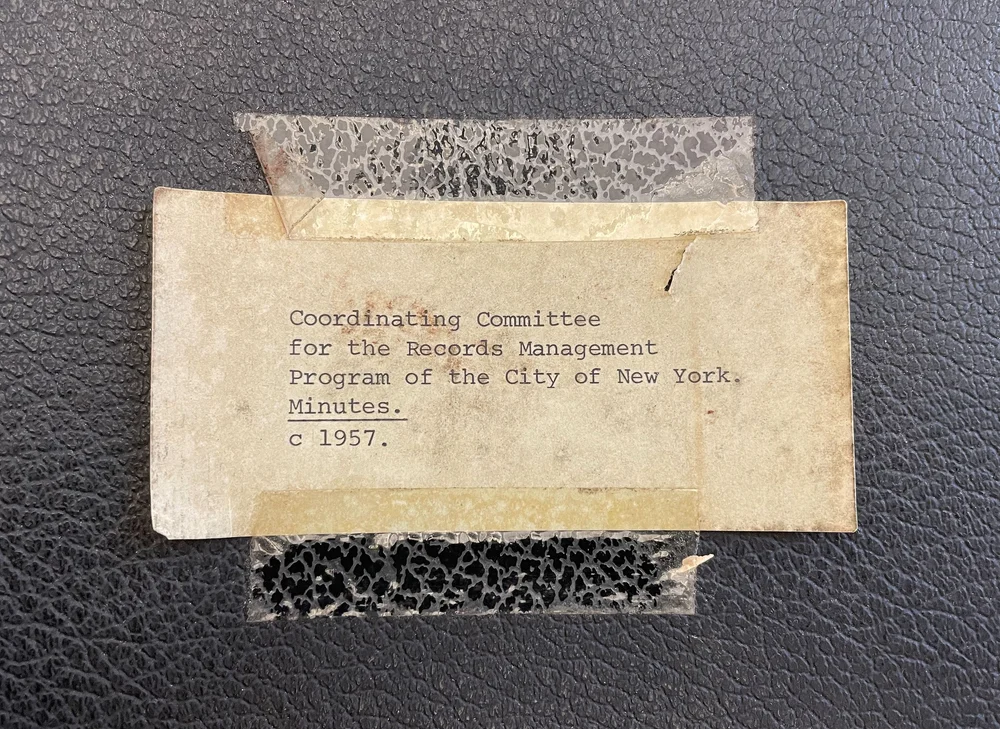 Coordinating Committee
for the Records Management
Program of the City of New York.
Minutes.
c 1957.